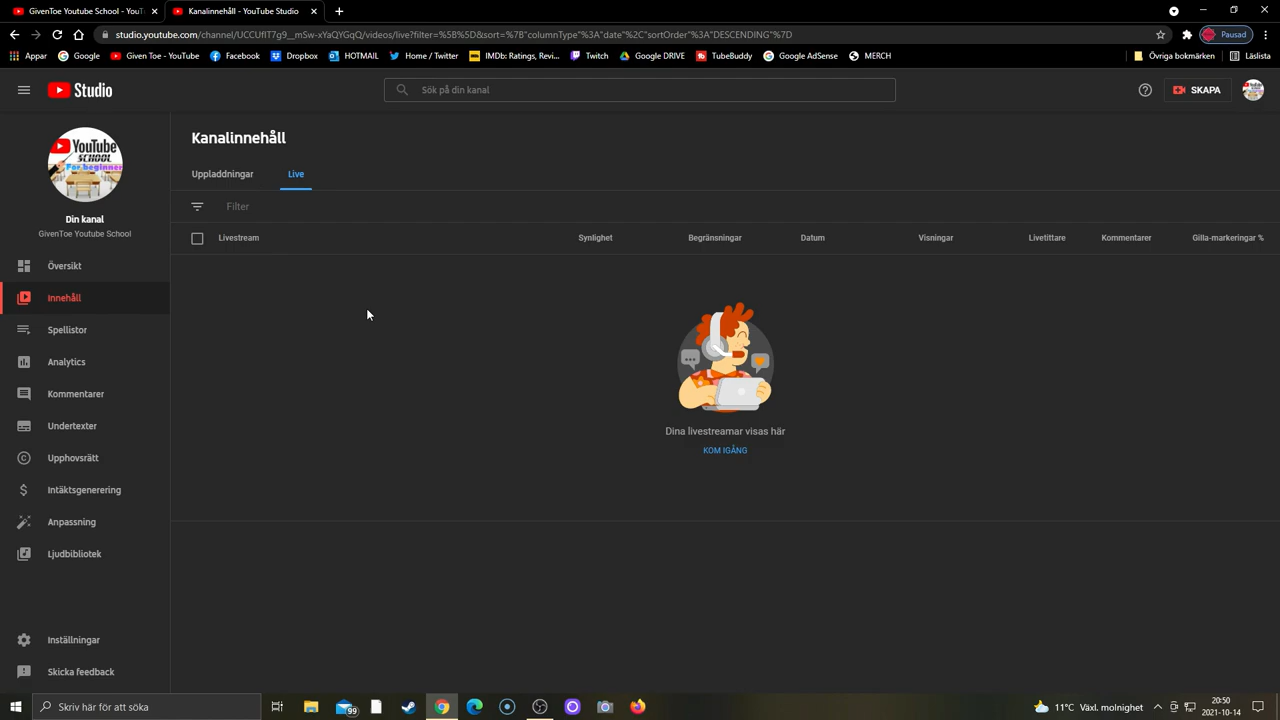 GivenToe YouTube School - YouT
Kanalinnehåll - YouTube Studio
studio.youtube.com/channel/UCCUfIT7g9__mSw-xYaQYGqQ/videos/live?filter=%5B%5D&sort=%7B"columnType"%3A"date"%2C"sortOrder"%3A"DESCENDING"%7D
Pausad
Appar
Google
Given Toe - YouTube
Facebook
Dropbox
HOTMAIL
Home / Twitter
IMDb: Ratings, Revi...
Twitch
Google DRIVE
TubeBuddy
Google AdSense
MERCH
Övriga bokmärken
Läslista
Studio
Sök på din kanal
SKAPA
YouTube
SCHOOL
For beginner
Din kanal
GivenToe Youtube School
Översikt
Innehåll
Spellistor
Analytics
Kommentarer
Undertexter
Upphovsrätt
Intäktsgenerering
Anpassning
Ljudbibliotek
Inställningar
Skicka feedback
Kanalinnehåll
Uppladdningar
Live
Filter
Livestream
Synlighet
Begränsningar
Datum
Visningar
Livetittare
Kommentarer
Gilla-markeringar %
Dina livestreamar visas här
KOM IGÅNG
Skriv här för att söka
99
11°C Växl. molnighet
20:50
2021-10-14